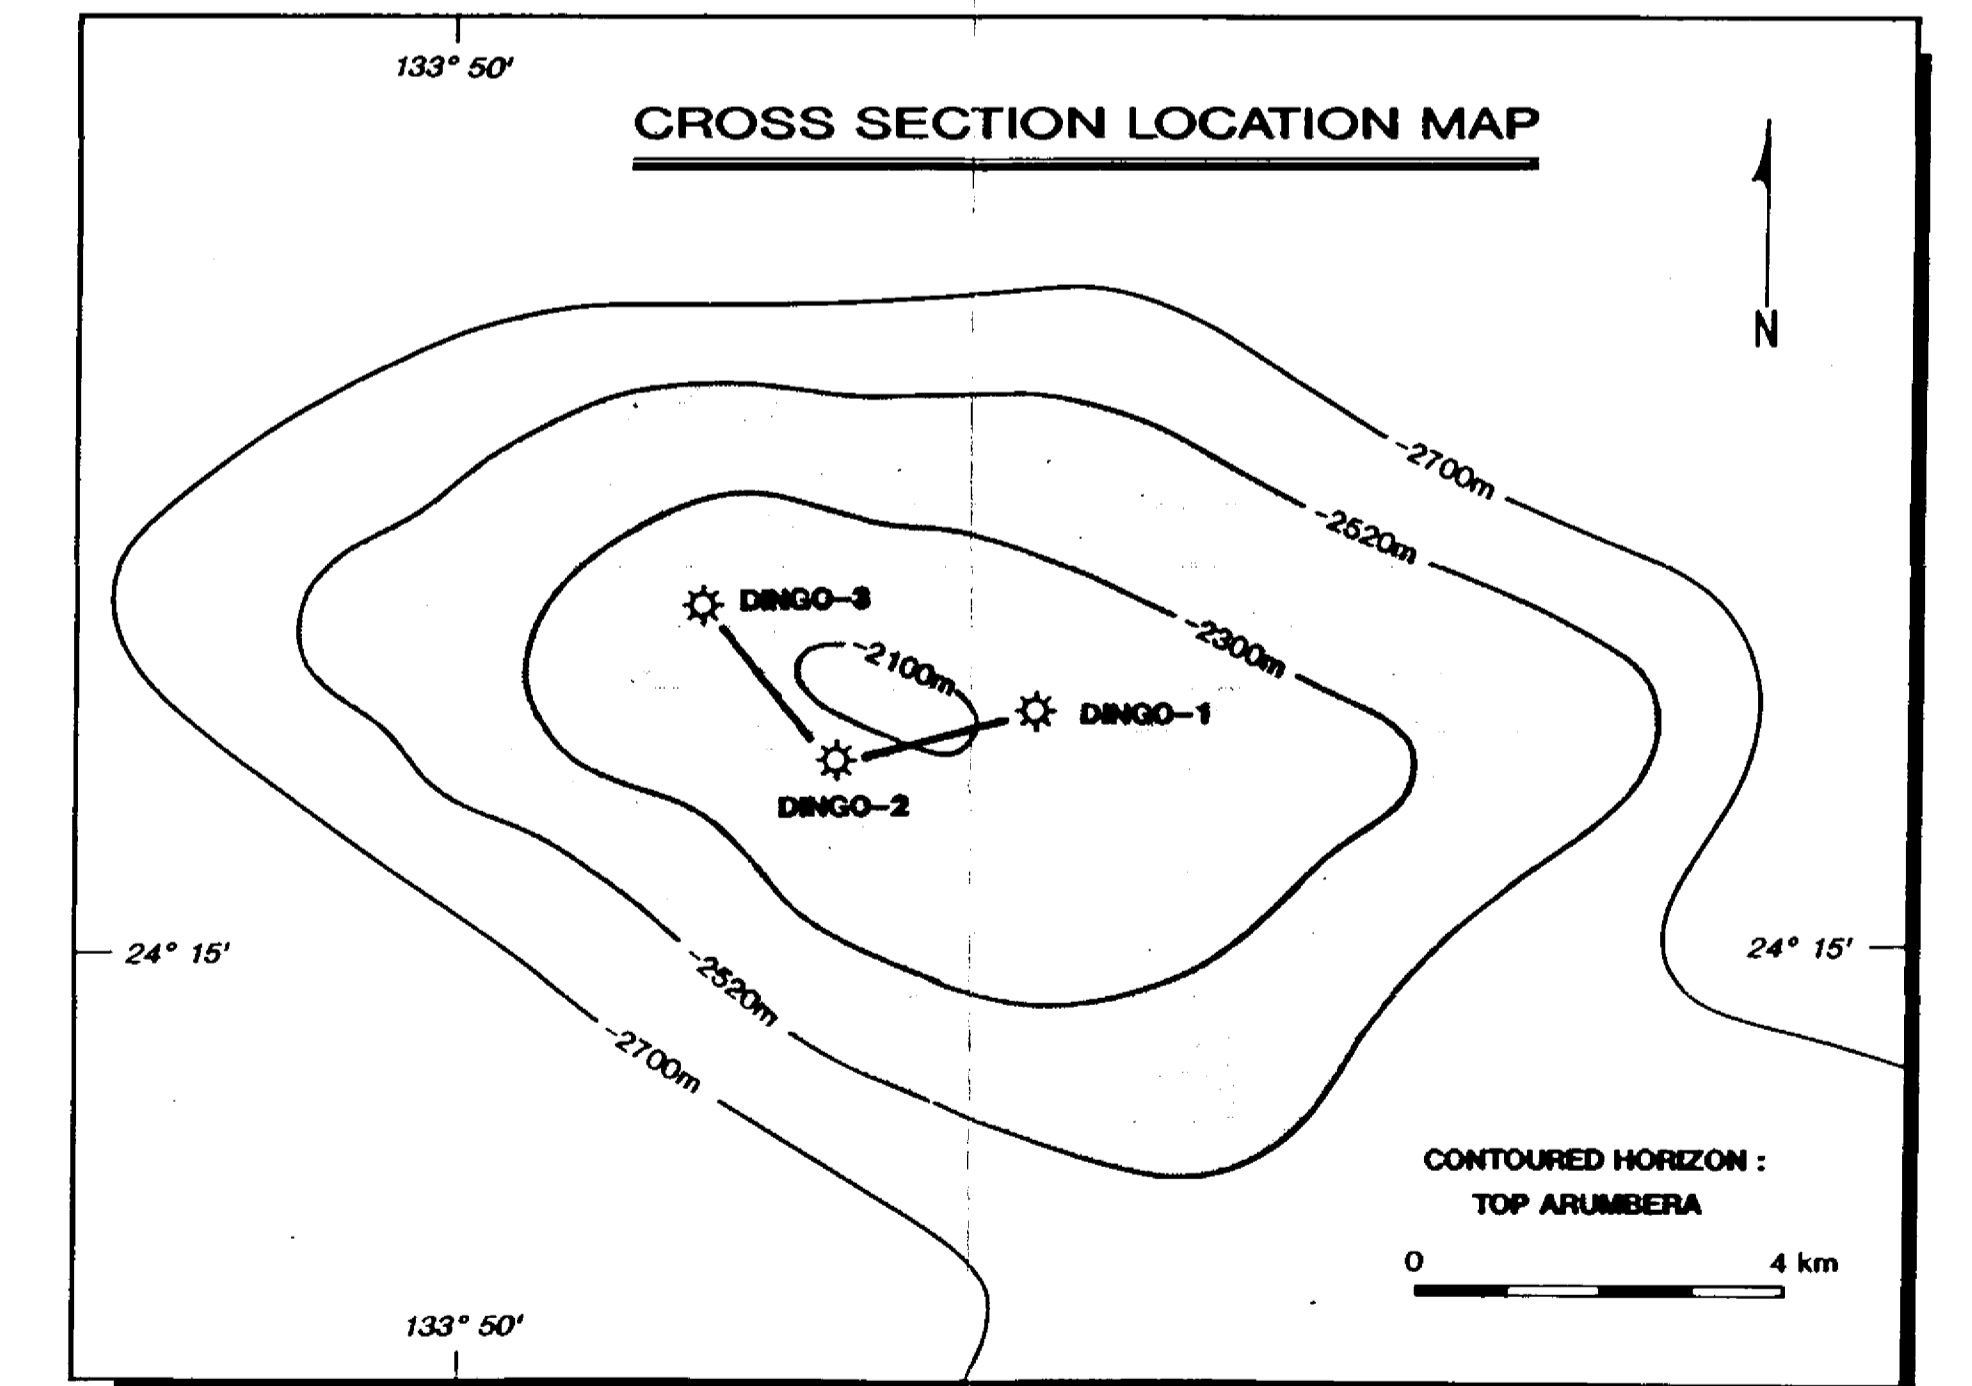 133° 50'
CROSS SECTION LOCATION MAP
N
-2700m
-2520m
DINGO-3
-2300m
-2100m
DINGO-1
DINGO-2
24° 15'
24° 15'
-2520m
-2700m
CONTOURED HORIZON :
TOP ARUMBERA
0 4 km
133° 50'